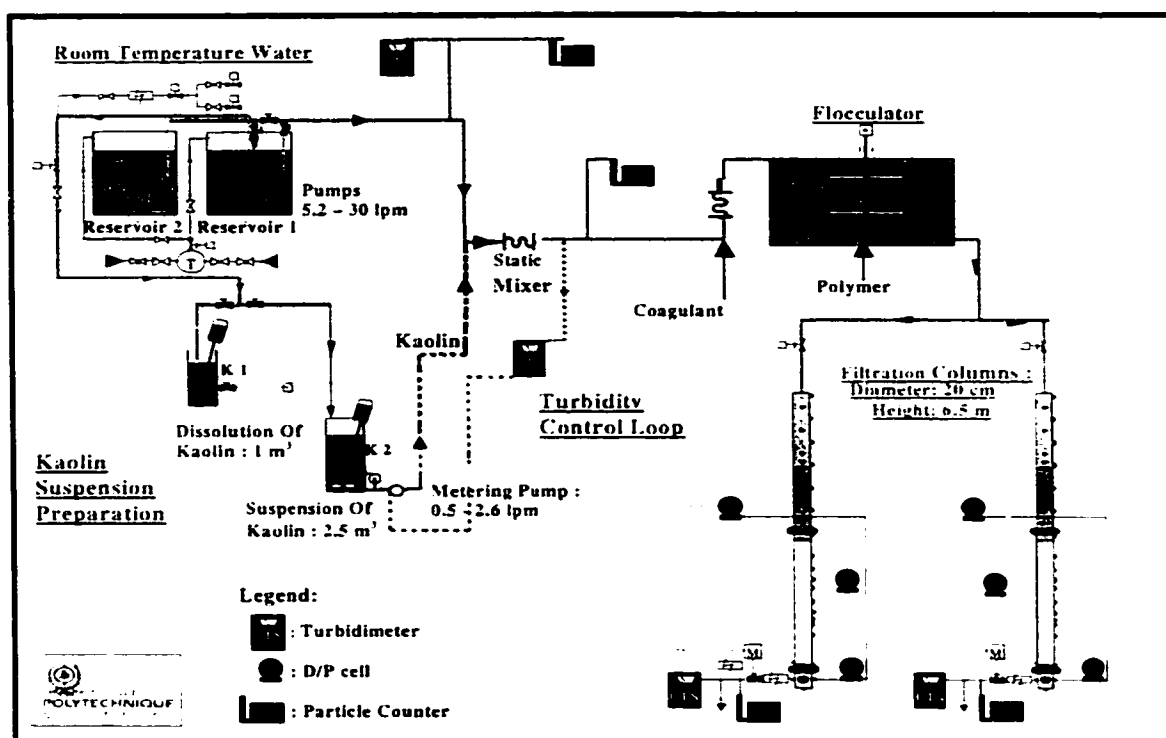 Room Temperature Water
Flocculator
Pumps
5.2 - 30 lpm
Reservoir 2
Reservoir 1
T
Static
Mixer
Coagulant
Polymer
Kaolin
K 1
K 2
Filtration Columns :
Diameter: 20 cm
Height: 6.5 m
Turbidity
Control Loop
Dissolution Of
Kaolin : 1 m³
Kaolin
Suspension
Preparation
Suspension Of
Kaolin : 2.5 m³
Metering Pump :
0.5 - 2.6 lpm
Legend:
: Turbidimeter
: D/P cell
: Particle Counter
M
M
POLYTECHNIQUE